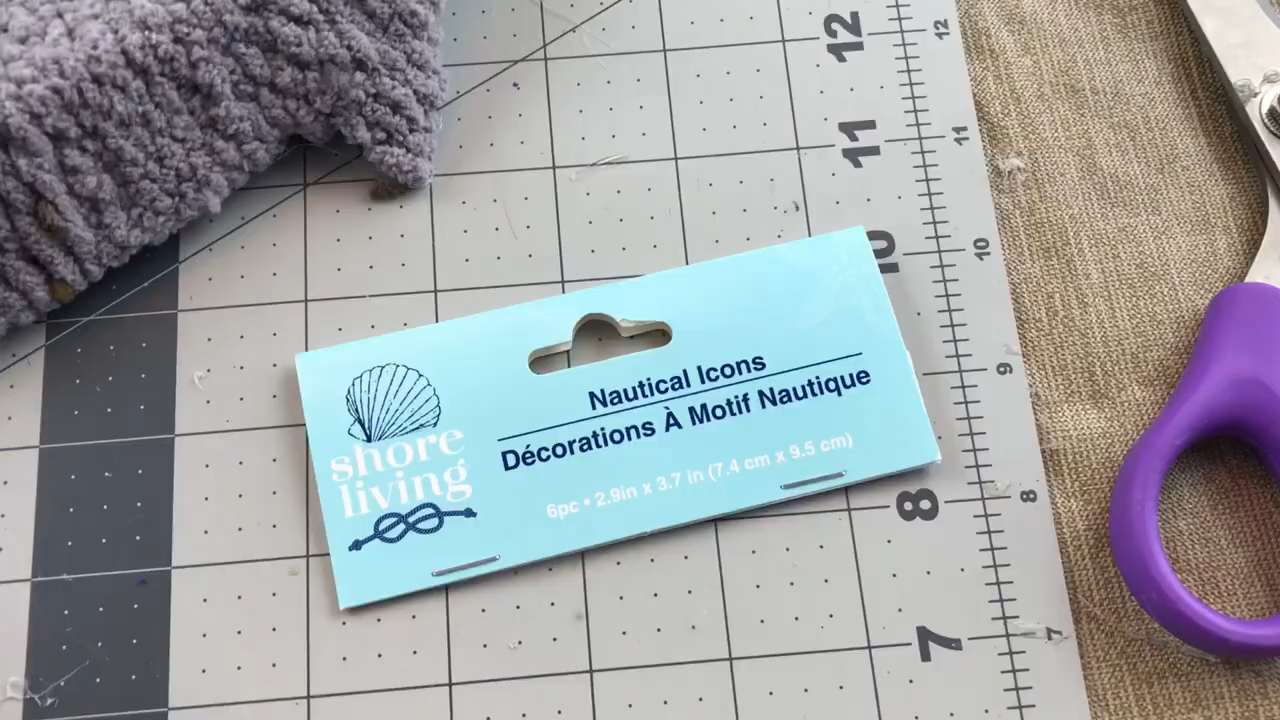 12
12
11
11
10
10
9
shore
living
Nautical Icons
Décorations À Motif Nautique
6pc • 2.9in x 3.7 in (7.4 cm x 9.5 cm)
8
8
7
7